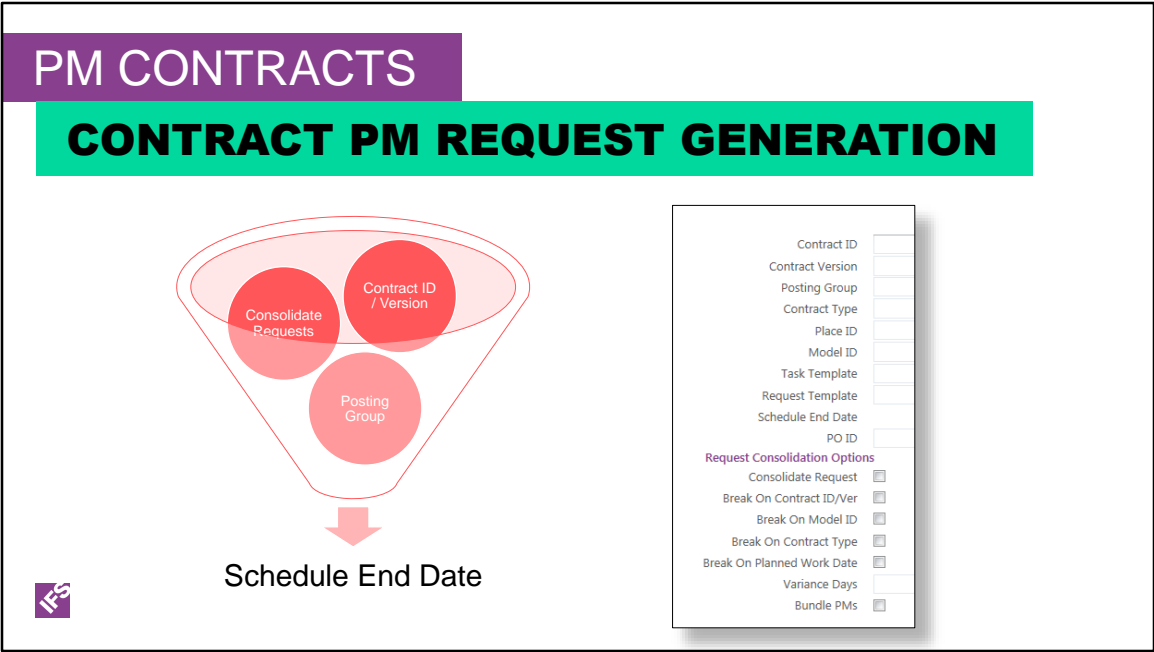 PM CONTRACTS
CONTRACT PM REQUEST GENERATION
Consolidate
Requests
Contract ID
/ Version
Posting
Group
Schedule End Date
IFS
Contract ID
Contract Version
Posting Group
Contract Type
Place ID
Model ID
Task Template
Request Template
Schedule End Date
PO ID
Request Consolidation Options
Consolidate Request
Break On Contract ID/Ver
Break On Model ID
Break On Contract Type
Break On Planned Work Date
Variance Days
Bundle PMs